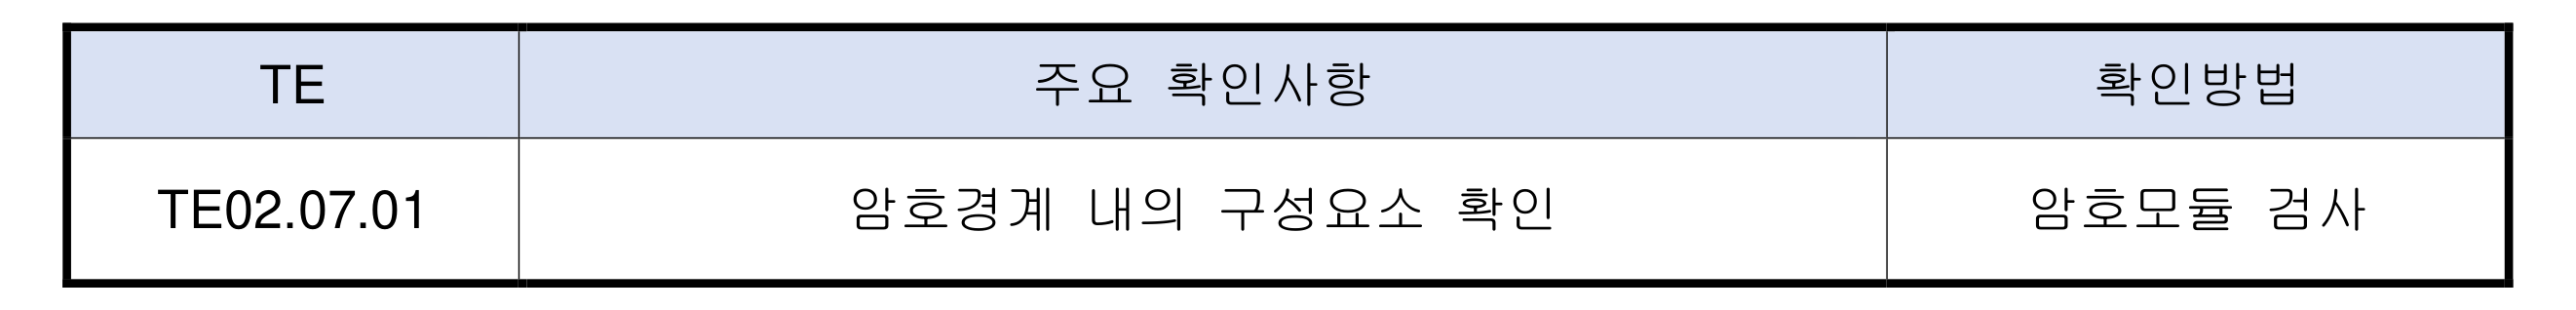 TE 주요 확인사항 확인방법
TE02.07.01 암호경계 내의 구성요소 확인 암호모듈 검사